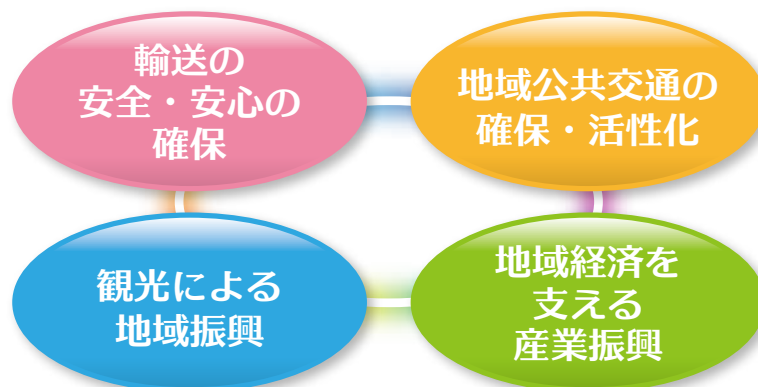 輸送の
安全・安心の
確保
地域公共交通の
確保・活性化
観光による
地域振興
地域経済を
支える
産業振興